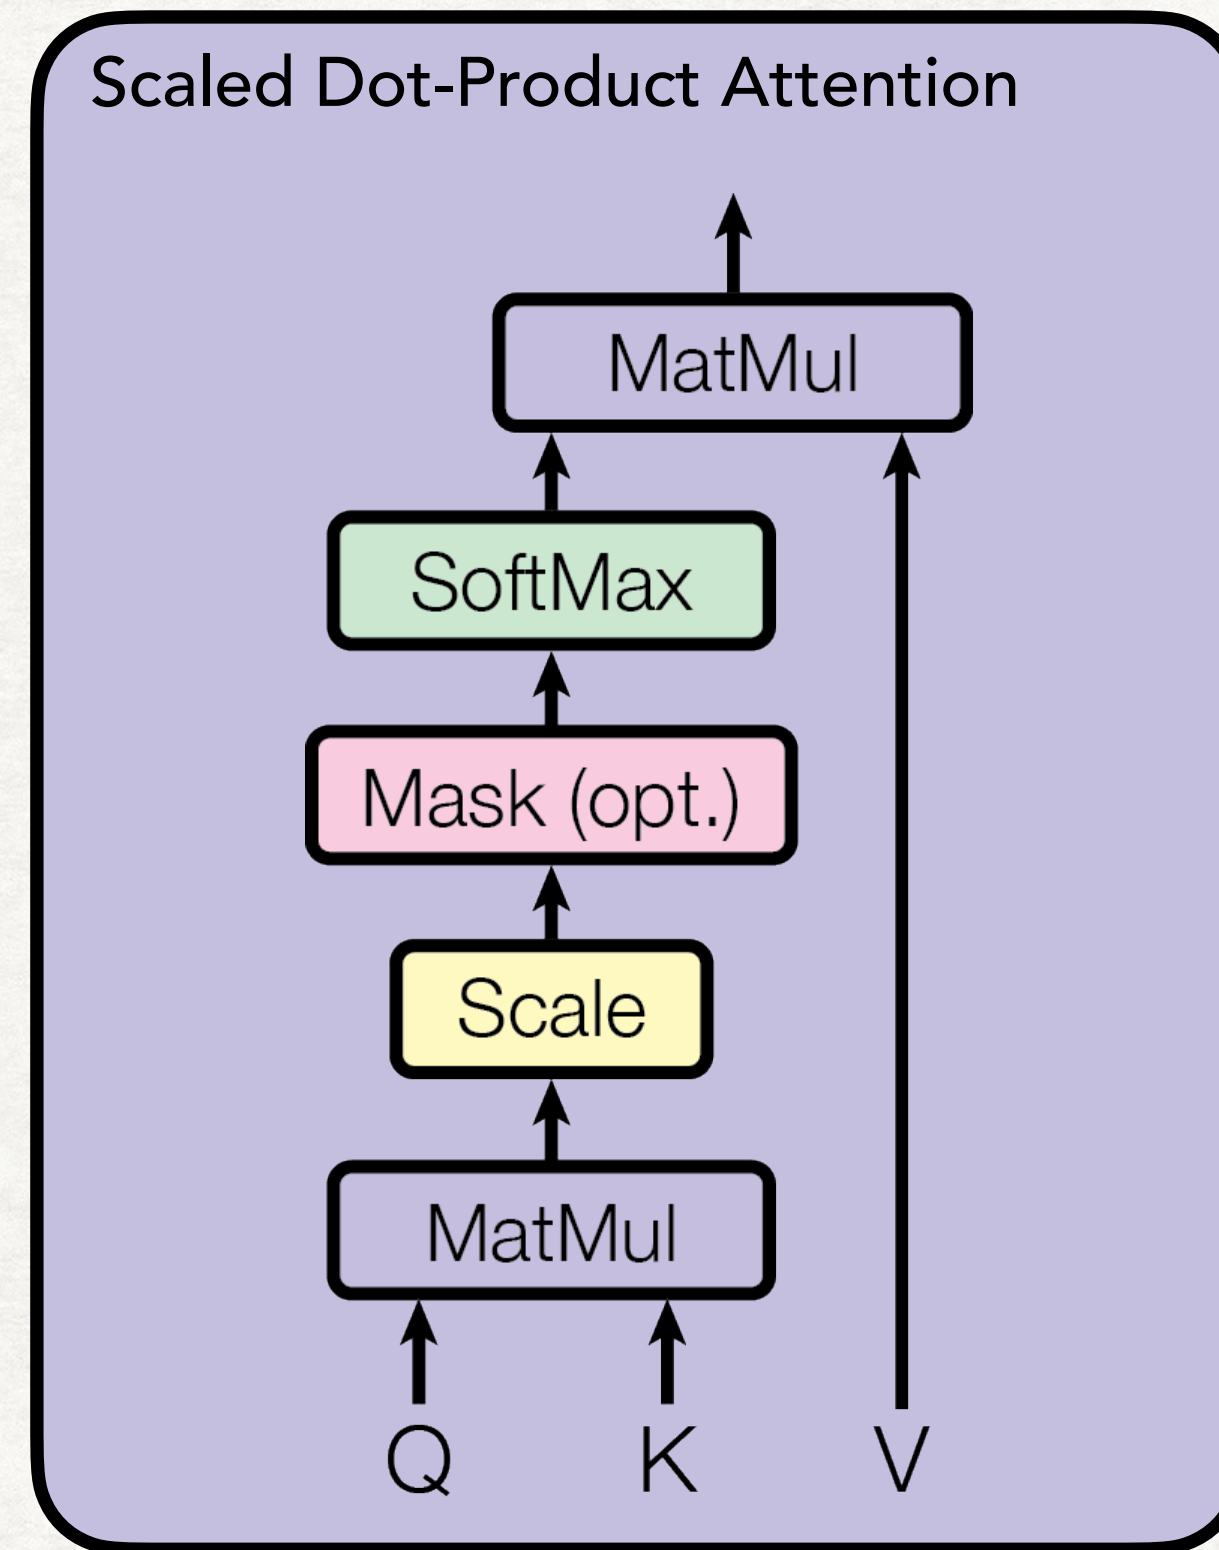 Scaled Dot-Product Attention
MatMul
SoftMax
Mask (opt.)
Scale
MatMul
Q K V